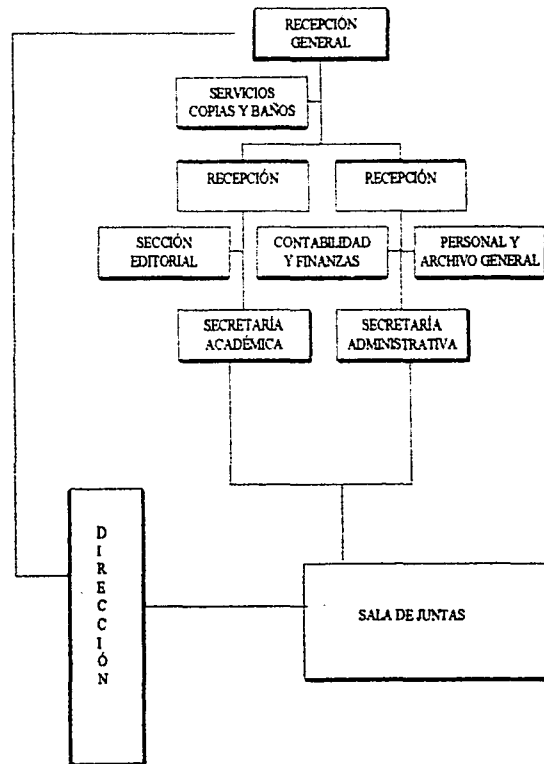 RECEPCIÓN
GENERAL
SERVICIOS
COPIAS Y BAÑOS
RECEPCIÓN
RECEPCIÓN
SECCIÓN
EDITORIAL
CONTABILIDAD
Y FINANZAS
PERSONAL Y
ARCHIVO GENERAL
SECRETARÍA
ACADÉMICA
SECRETARÍA
ADMINISTRATIVA
DIRECCIÓN
SALA DE JUNTAS